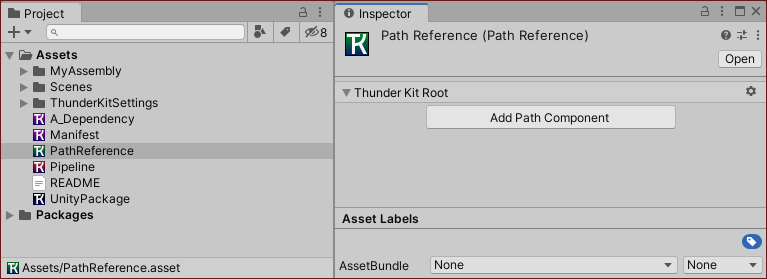 Project
8
Assets
MyAssembly
Scenes
ThunderKitSettings
A_Dependency
Manifest
PathReference
Pipeline
README
UnityPackage
Packages
Assets/PathReference.asset
Inspector
Path Reference (Path Reference)
Open
Thunder Kit Root
Add Path Component
Asset Labels
AssetBundle None None